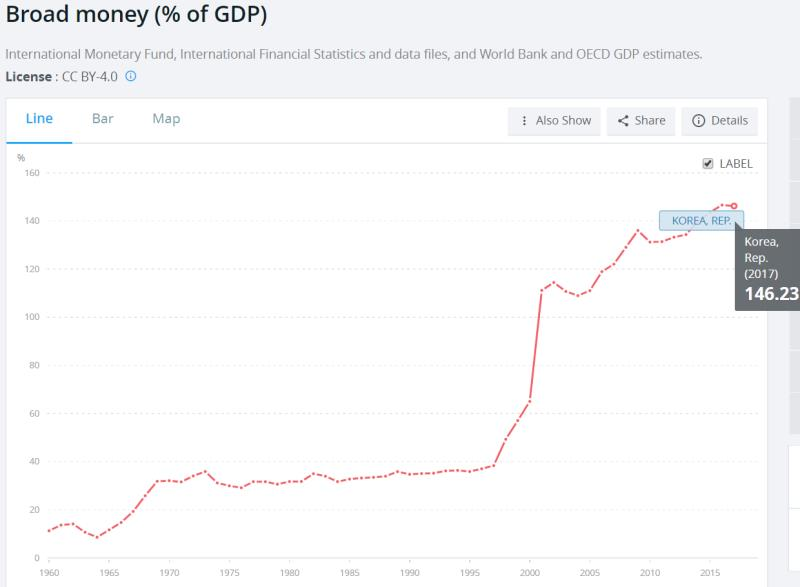 Broad money (% of GDP)
International Monetary Fund, International Financial Statistics and data files, and World Bank and OECD GDP estimates.
License : CC BY-4.0
Line Bar Map Also Show Share Details
%
LABEL
160
140
120
100
80
60
40
20
0
KOREA, REP.
Korea,
Rep.
(2017)
146.23
1960 1965 1970 1975 1980 1985 1990 1995 2000 2005 2010 2015